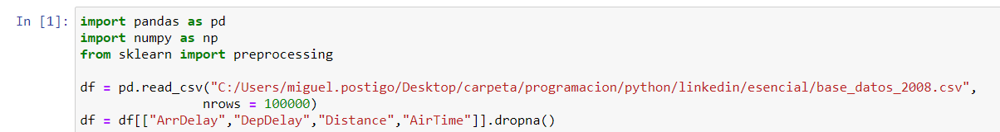 In [1]: import pandas as pd
import numpy as np
from sklearn import preprocessing
df = pd.read_csv("C:/Users/miguel.postigo/Desktop/carpeta/programacion/python/linkedin/esencial/base_datos_2008.csv",
nrows = 100000)
df = df[["ArrDelay","DepDelay","Distance","AirTime"]].dropna()